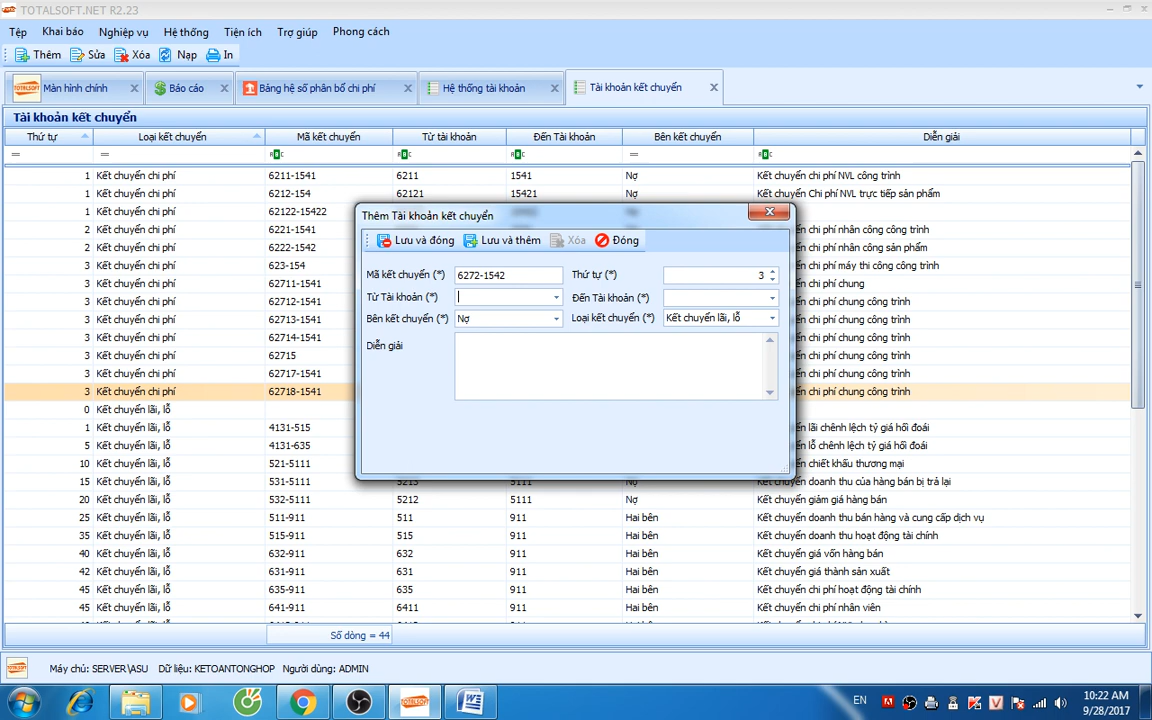 TOTALSOFT.NET R2.23
Tệp Khai báo Nghiệp vụ Hệ thống Tiện ích Trợ giúp Phong cách
Thêm Sửa Xóa Nạp In
TOTALSOFT Màn hình chính Báo cáo Bảng hệ số phân bổ chi phí Hệ thống tài khoản Tài khoản kết chuyển
Tài khoản kết chuyển
Thứ tự Loại kết chuyển Mã kết chuyển Từ tài khoản Đến Tài khoản Bên kết chuyển Diễn giải
= = ABC ABC ABC = ABC
1 Kết chuyển chi phí 6211-1541 6211 1541 Nợ Kết chuyển chi phí NVL công trình
1 Kết chuyển chi phí 6212-154 62121 15421 Nợ Kết chuyển Chi phí NVL trực tiếp sản phẩm
1 Kết chuyển chi phí 62122-15422
2 Kết chuyển chi phí 6221-1541 chi phí nhân công công trình
2 Kết chuyển chi phí 6222-1542 chi phí nhân công sản phẩm
3 Kết chuyển chi phí 623-154 chi phí máy thi công công trình
3 Kết chuyển chi phí 62711-1541 chi phí chung
3 Kết chuyển chi phí 62712-1541 chi phí chung công trình
3 Kết chuyển chi phí 62713-1541 chi phí chung công trình
3 Kết chuyển chi phí 62714-1541 chi phí chung công trình
3 Kết chuyển chi phí 62715 chi phí chung công trình
3 Kết chuyển chi phí 62717-1541 chi phí chung công trình
3 Kết chuyển chi phí 62718-1541 chi phí chung công trình
0 Kết chuyển lãi, lỗ
1 Kết chuyển lãi, lỗ 4131-515 lãi chênh lệch tỷ giá hối đoái
5 Kết chuyển lãi, lỗ 4131-635 lỗ chênh lệch tỷ giá hối đoái
10 Kết chuyển lãi, lỗ 521-5111 chiết khấu thương mại
15 Kết chuyển lãi, lỗ 531-5111 5213 5111 Nợ Kết chuyển doanh thu của hàng bán bị trả lại
20 Kết chuyển lãi, lỗ 532-5111 5212 5111 Nợ Kết chuyển giảm giá hàng bán
25 Kết chuyển lãi, lỗ 511-911 511 911 Hai bên Kết chuyển doanh thu bán hàng và cung cấp dịch vụ
35 Kết chuyển lãi, lỗ 515-911 515 911 Hai bên Kết chuyển doanh thu hoạt động tài chính
40 Kết chuyển lãi, lỗ 632-911 632 911 Hai bên Kết chuyển giá vốn hàng bán
42 Kết chuyển lãi, lỗ 631-911 631 911 Hai bên Kết chuyển giá thành sản xuất
45 Kết chuyển lãi, lỗ 635-911 635 911 Hai bên Kết chuyển chi phí hoạt động tài chính
45 Kết chuyển lãi, lỗ 641-911 6411 911 Hai bên Kết chuyển chi phí nhân viên
Số dòng = 44
Thêm Tài khoản kết chuyển
Lưu và đóng Lưu và thêm Xóa Đóng
Mã kết chuyển (*) 6272-1542 Thứ tự (*) 3
Từ Tài khoản (*) Đến Tài khoản (*)
Bên kết chuyển (*) Nợ Loại kết chuyển (*) Kết chuyển lãi, lỗ
Diễn giải
Máy chủ: SERVER\ASU Dữ liệu: KETOANTONGHOP Người dùng: ADMIN
TOTALSOFT EN 10:22 AM
9/28/2017